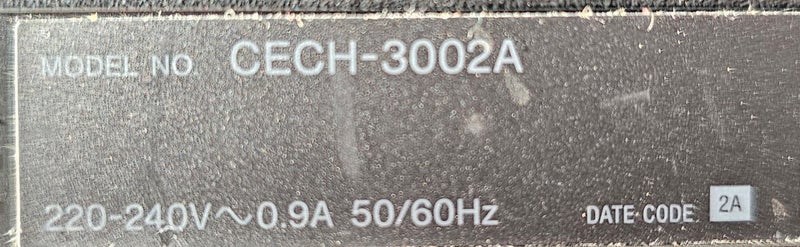 MODEL NO. CECH-3002A
220-240V～0.9A 50/60Hz DATE CODE 2A